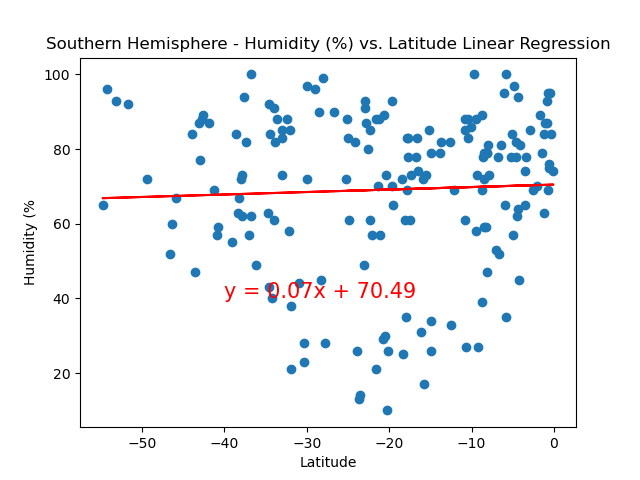 Southern Hemisphere - Humidity (%) vs. Latitude Linear Regression
100
80
60
40
20
Humidity (%
y = 0.07x + 70.49
−50
−40
−30
−20
−10
0
Latitude